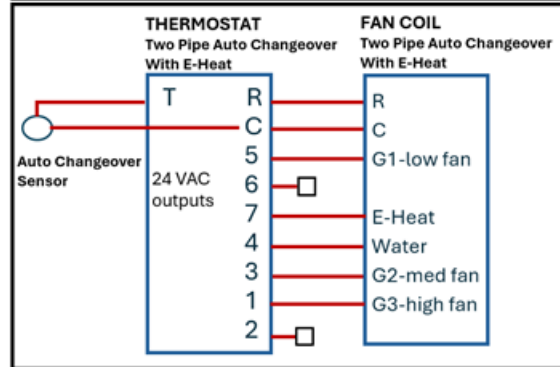 THERMOSTAT
Two Pipe Auto Changeover
With E-Heat
FAN COIL
Two Pipe Auto Changeover
With E-Heat
T
R
C
5
6
7
4
3
1
2
24 VAC
outputs
Auto Changeover
Sensor
R
C
G1-low fan
E-Heat
Water
G2-med fan
G3-high fan